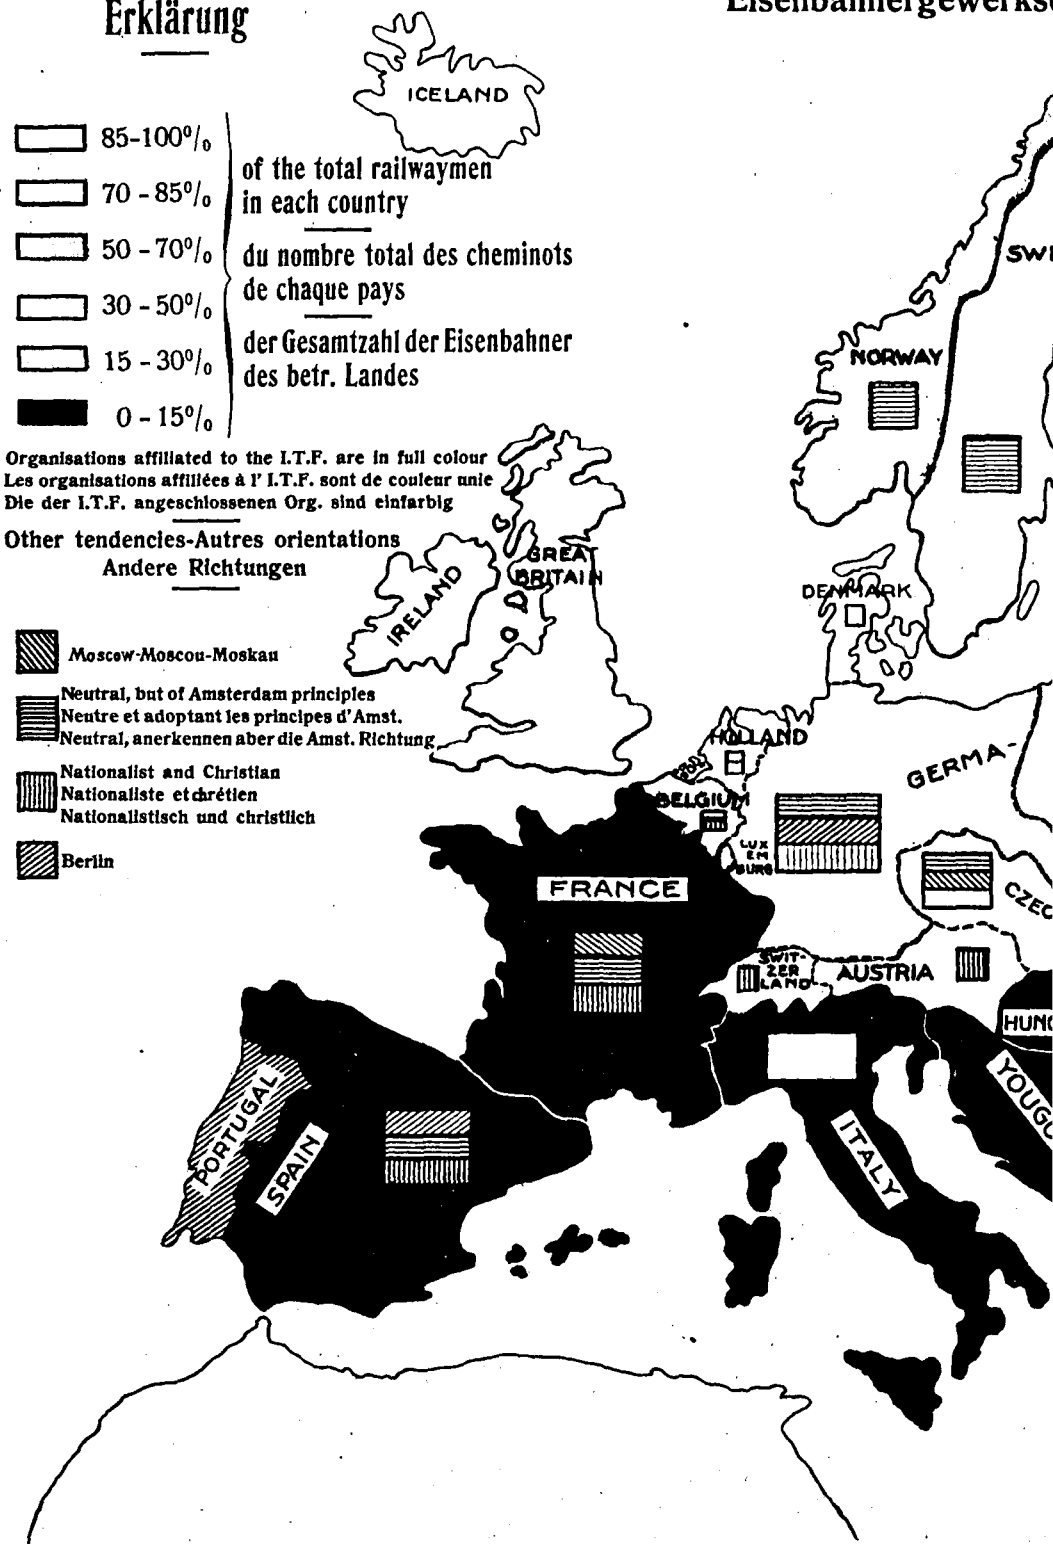 Erklärung
85-100%
70-85%
50-70%
30-50%
15-30%
0-15%
of the total railwaymen
in each country
du nombre total des cheminots
de chaque pays
der Gesamtzahl der Eisenbahner
des betr. Landes
Organisations affiliated to the I.T.F. are in full colour
Les organisations affiliées à l' I.T.F. sont de couleur unie
Die der I.T.F. angeschlossenen Org. sind einfarbig
Other tendencies-Autres orientations
Andere Richtungen
Moscow-Moscou-Moskau
Neutral, but of Amsterdam principles
Neutre et adoptant les principes d'Amst.
Neutral, anerkennen aber die Amst. Richtung
Nationalist and Christian
Nationaliste et chrétien
Nationalistisch und christlich
Berlin
ICELAND
SWE
NORWAY
GREAT
BRITAIN
IRELAND
DENMARK
HOLLAND
GERMA-
BELGIUM
LUX
EM
BURG
FRANCE
CZEC
SWIT-
ZER
LAND
AUSTRIA
HUNG
YOUGO
ITALY
PORTUGAL
SPAIN